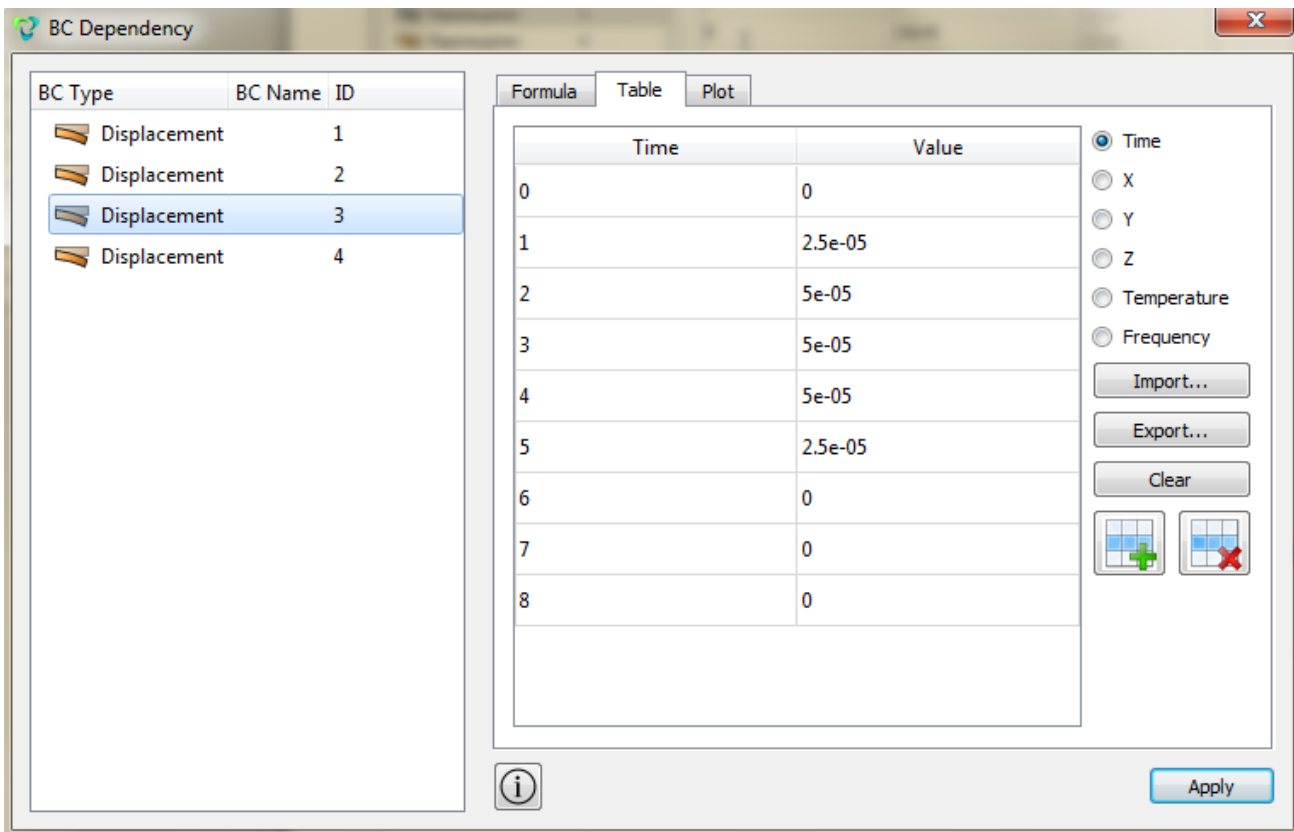 BC Dependency
BC Type BC Name ID
Displacement 1
Displacement 2
Displacement 3
Displacement 4
Formula Table Plot
Time Value
0 0
1 2.5e-05
2 5e-05
3 5e-05
4 5e-05
5 2.5e-05
6 0
7 0
8 0
Time
X
Y
Z
Temperature
Frequency
Import...
Export...
Clear
Apply